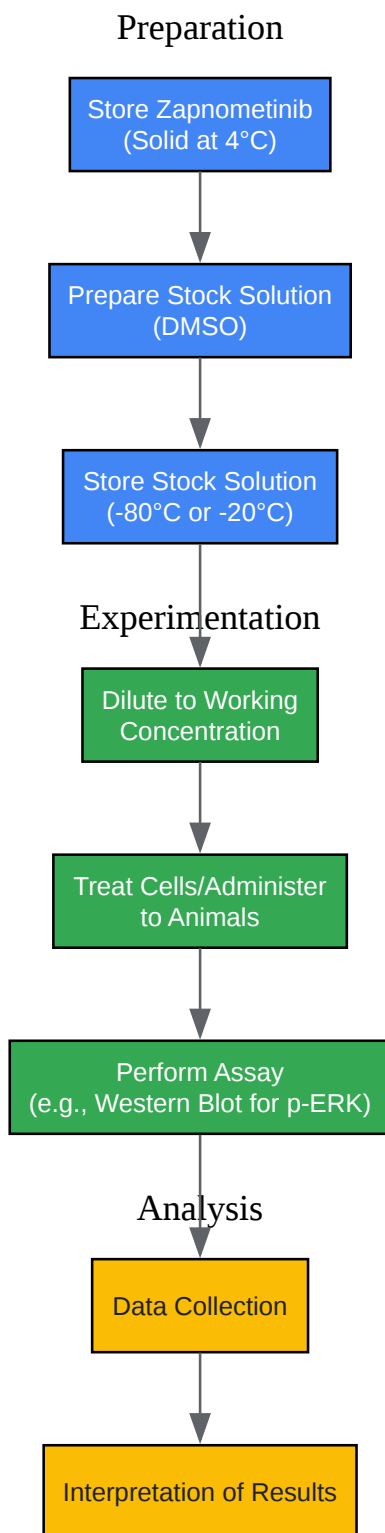 Preparation
Store Zapnometinib
(Solid at 4°C)
Prepare Stock Solution
(DMSO)
Store Stock Solution
(-80°C or -20°C)
Experimentation
Dilute to Working
Concentration
Treat Cells/Administer
to Animals
Perform Assay
(e.g., Western Blot for p-ERK)
Analysis
Data Collection
Interpretation of Results